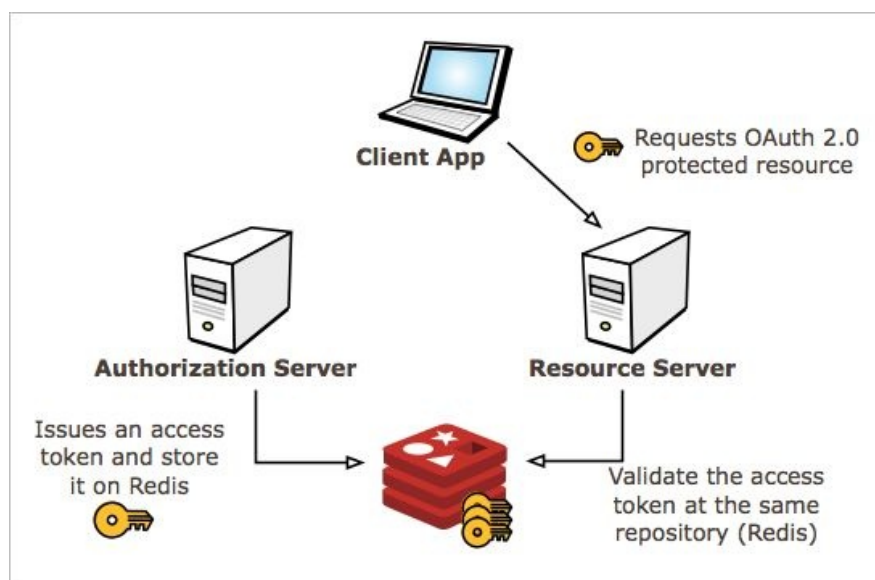 Client App
Requests OAuth 2.0
protected resource
Authorization Server
Resource Server
Issues an access
token and store
it on Redis
Validate the access
token at the same
repository (Redis)